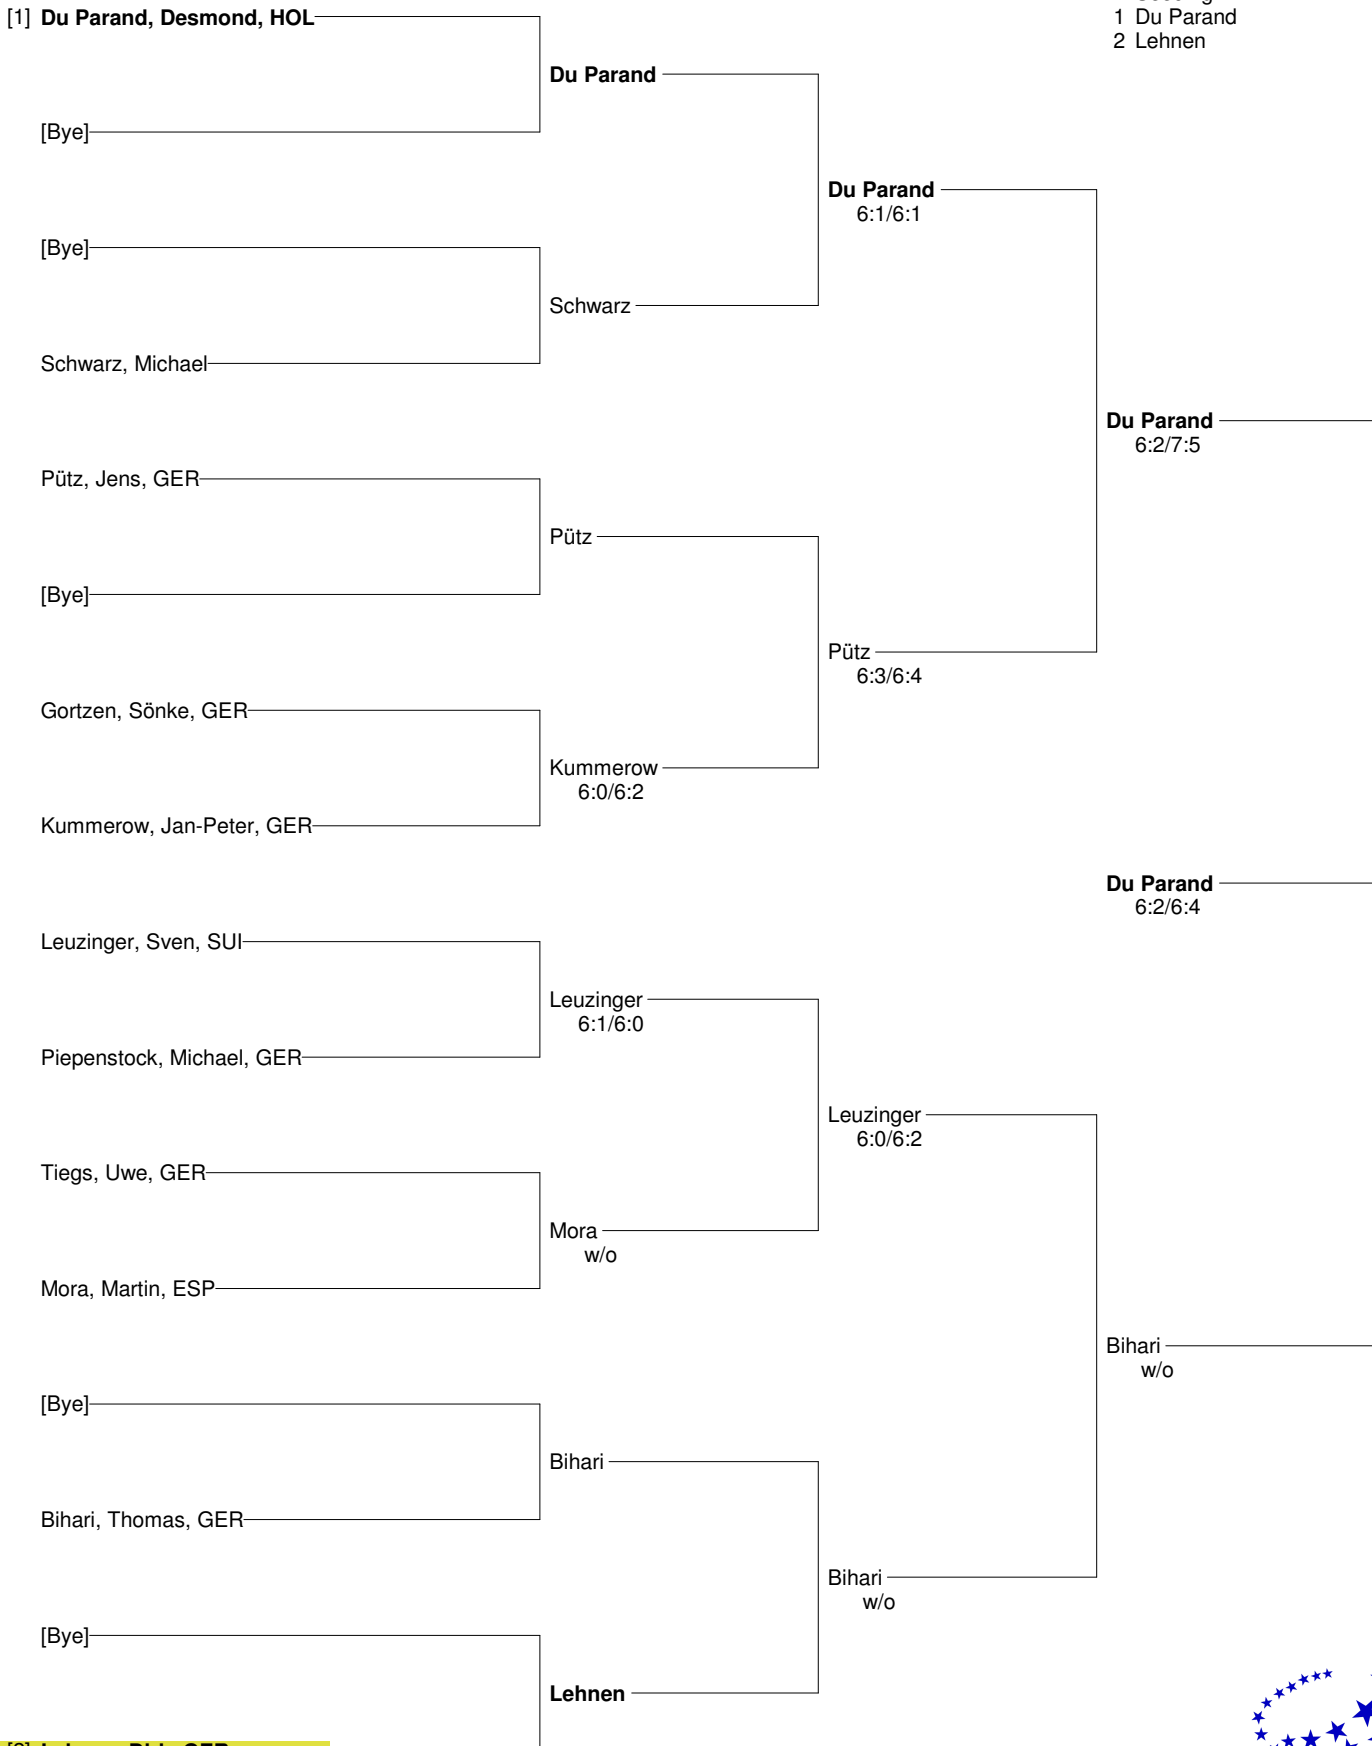 [1] Du Parand, Desmond, HOL
1 Du Parand
2 Lehnen
Du Parand
[Bye]
Du Parand
6:1/6:1
[Bye]
Schwarz
Schwarz, Michael
Du Parand
6:2/7:5
Pütz, Jens, GER
Pütz
[Bye]
Pütz
6:3/6:4
Gortzen, Sönke, GER
Kummerow
6:0/6:2
Kummerow, Jan-Peter, GER
Du Parand
6:2/6:4
Leuzinger, Sven, SUI
Leuzinger
6:1/6:0
Piepenstock, Michael, GER
Leuzinger
6:0/6:2
Tiegs, Uwe, GER
Mora
w/o
Mora, Martin, ESP
Bihari
w/o
[Bye]
Bihari
Bihari, Thomas, GER
Bihari
w/o
[Bye]
Lehnen